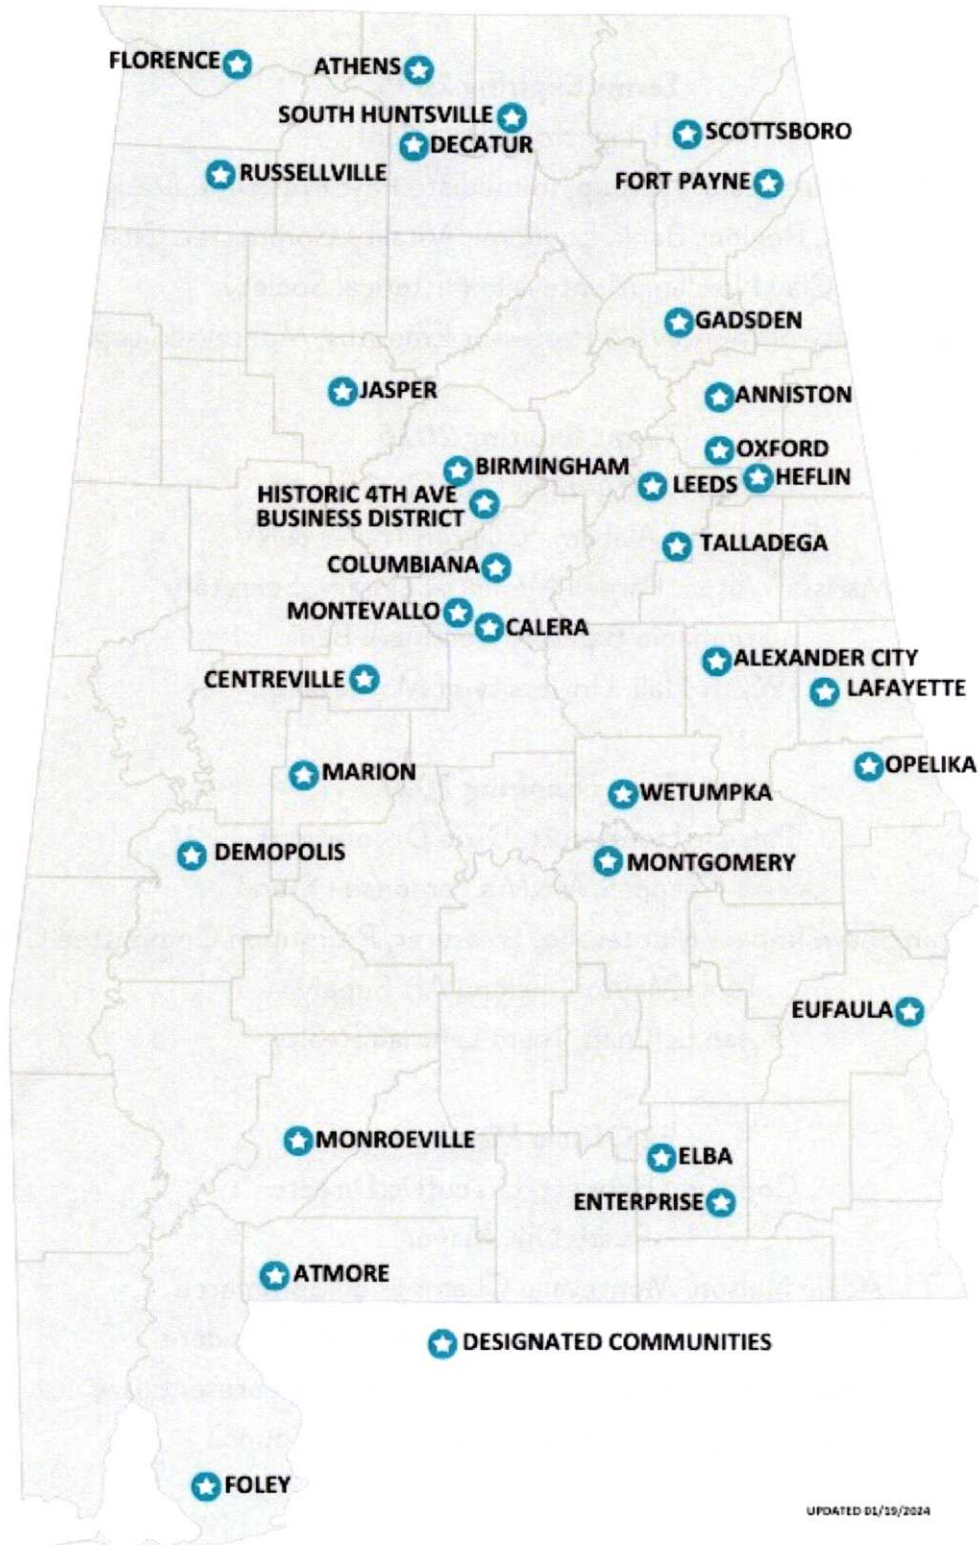 FLORENCE
ATHENS
SOUTH HUNTSVILLE
DECATUR
SCOTTSBORO
RUSSELLVILLE
FORT PAYNE
GADSDEN
JASPER
ANNISTON
OXFORD
BIRMINGHAM
LEEDS
HEFLIN
HISTORIC 4TH AVE
BUSINESS DISTRICT
TALLADEGA
COLUMBIANA
MONTEVALLO
CALERA
ALEXANDER CITY
CENTREVILLE
LAFAYETTE
OPELIKA
MARION
WETUMPKA
DEMOPOLIS
MONTGOMERY
EUFAULA
MONROEVILLE
ELBA
ENTERPRISE
ATMORE
DESIGNATED COMMUNITIES
FOLEY
UPDATED 01/19/2024